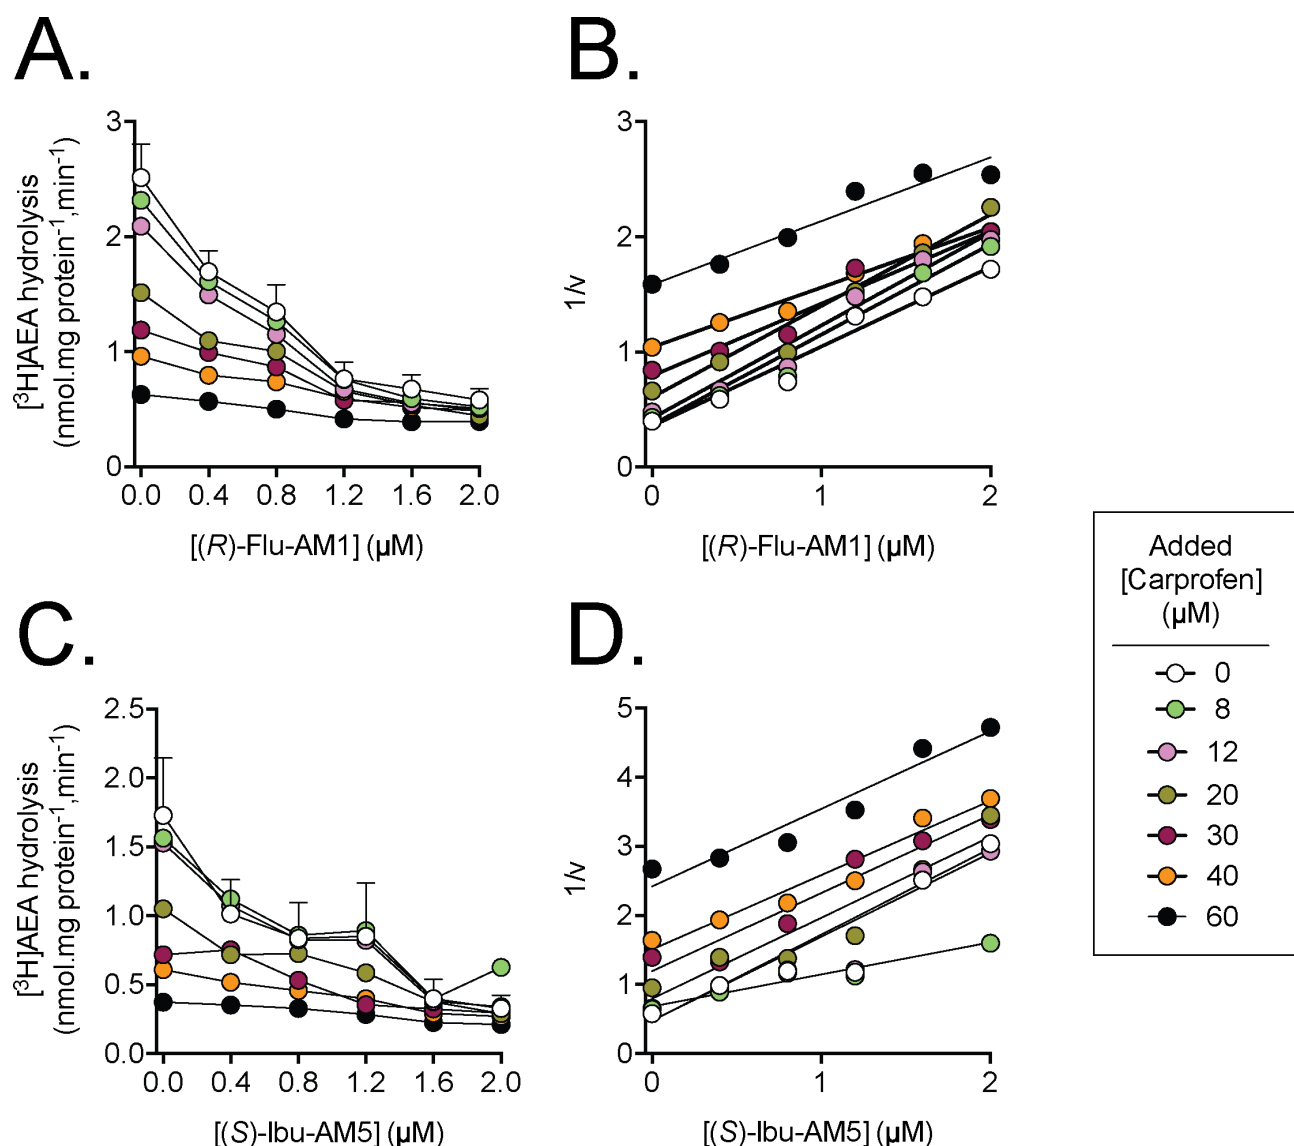 A.
[³H]AEA hydrolysis
(nmol.mg protein⁻¹,min⁻¹)
3
2
1
0
0.0 0.4 0.8 1.2 1.6 2.0
[(R)-Flu-AM1] (µM)
B.
1/v
3
2
1
0
0 1 2
[(R)-Flu-AM1] (µM)
C.
[³H]AEA hydrolysis
(nmol.mg protein⁻¹,min⁻¹)
2.5
2.0
1.5
1.0
0.5
0.0
0.0 0.4 0.8 1.2 1.6 2.0
[(S)-Ibu-AM5] (µM)
D.
1/v
5
4
3
2
1
0
0 1 2
[(S)-Ibu-AM5] (µM)
Added
[Carprofen]
(µM)
0
8
12
20
30
40
60